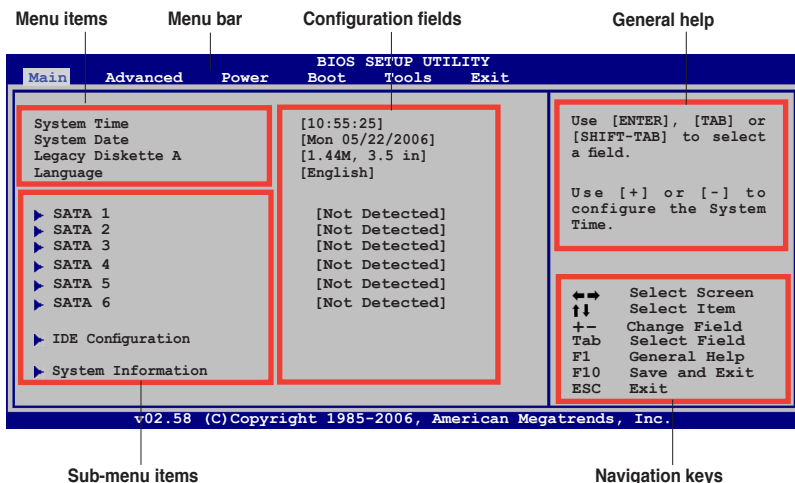 Menu items Menu bar Configuration fields General help
BIOS SETUP UTILITY
Main Advanced Power Boot Tools Exit
System Time [10:55:25]
System Date [Mon 05/22/2006]
Legacy Diskette A [1.44M, 3.5 in]
Language [English]
SATA 1 [Not Detected]
SATA 2 [Not Detected]
SATA 3 [Not Detected]
SATA 4 [Not Detected]
SATA 5 [Not Detected]
SATA 6 [Not Detected]
IDE Configuration
System Information
Use [ENTER], [TAB] or
[SHIFT-TAB] to select
a field.
Use [+] or [-] to
configure the System
Time.
←→ Select Screen
↑↓ Select Item
+- Change Field
Tab Select Field
F1 General Help
F10 Save and Exit
ESC Exit
v02.58 (C)Copyright 1985-2006, American Megatrends, Inc.
Sub-menu items Navigation keys